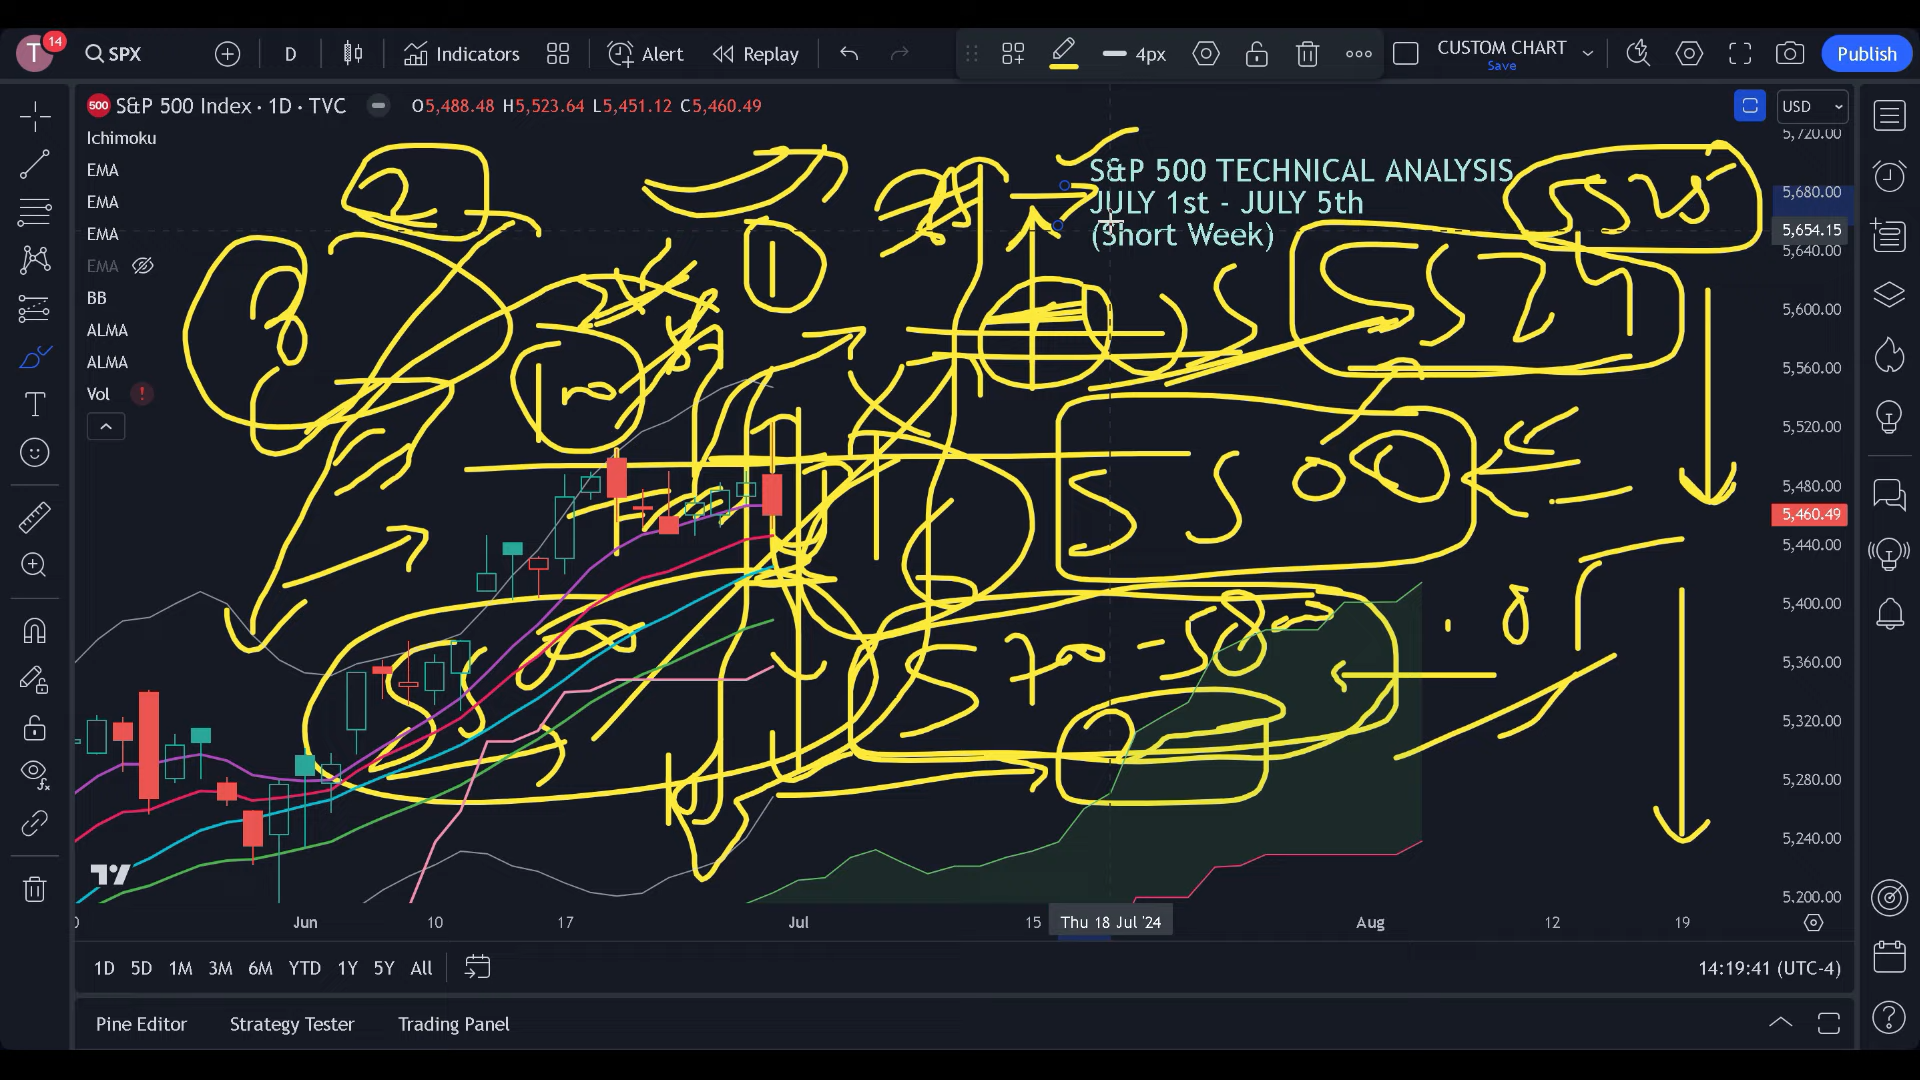 T
14
SPX
D
Indicators
Alert
Replay
4px
CUSTOM CHART
Save
Publish
500 S&P 500 Index · 1D · TVC
O5,488.48 H5,523.64 L5,451.12 C5,460.49
USD
Ichimoku
EMA
EMA
EMA
EMA
BB
ALMA
ALMA
Vol !
S&P 500 TECHNICAL ANALYSIS
JULY 1st - JULY 5th
(Short Week)
2
1
5525
5524
5500
5,720.00
5,680.00
5,654.15
5,640.00
5,600.00
5,560.00
5,520.00
5,480.00
5,460.49
5,440.00
5,400.00
5,360.00
5,320.00
5,280.00
5,240.00
5,200.00
Jun
10
17
Jul
15
Thu 18 Jul '24
Aug
12
19
1D
5D
1M
3M
6M
YTD
1Y
5Y
All
14:19:41 (UTC-4)
Pine Editor
Strategy Tester
Trading Panel